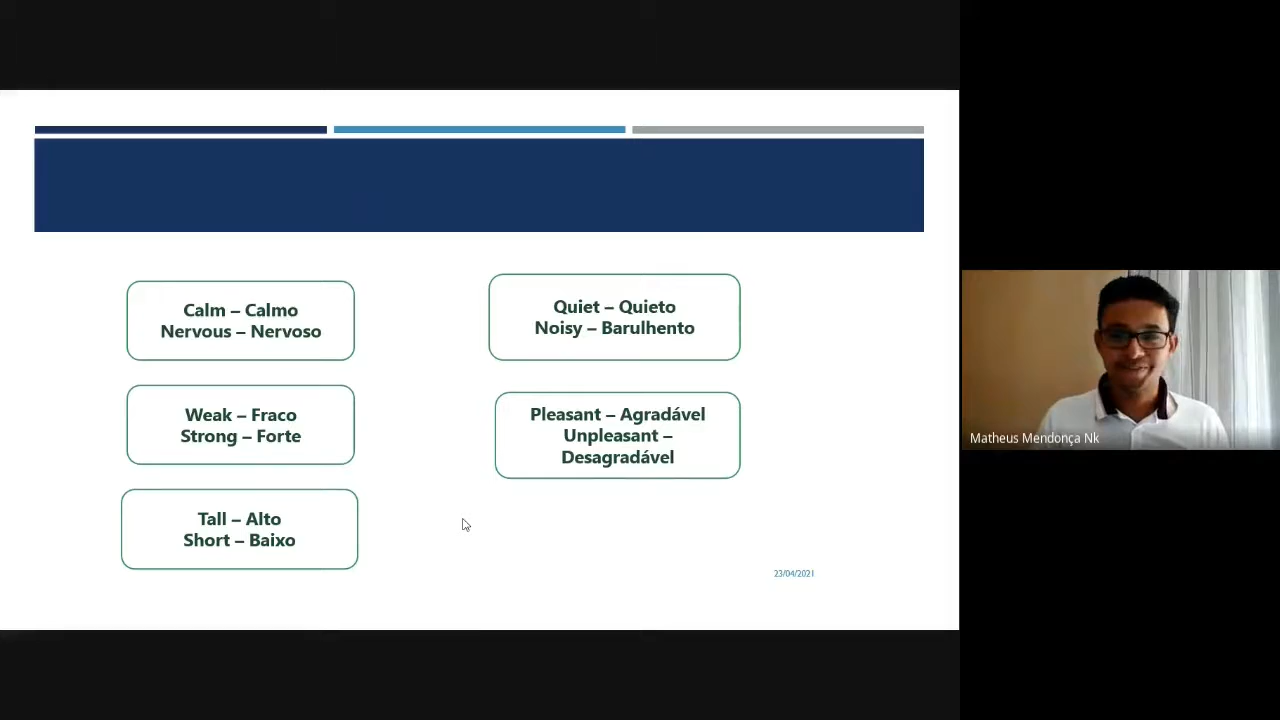 Calm – Calmo
Nervous – Nervoso
Quiet – Quieto
Noisy – Barulhento
Weak – Fraco
Strong – Forte
Pleasant – Agradável
Unpleasant –
Desagradável
Tall – Alto
Short – Baixo
23/04/2021
Matheus Mendonça Nk